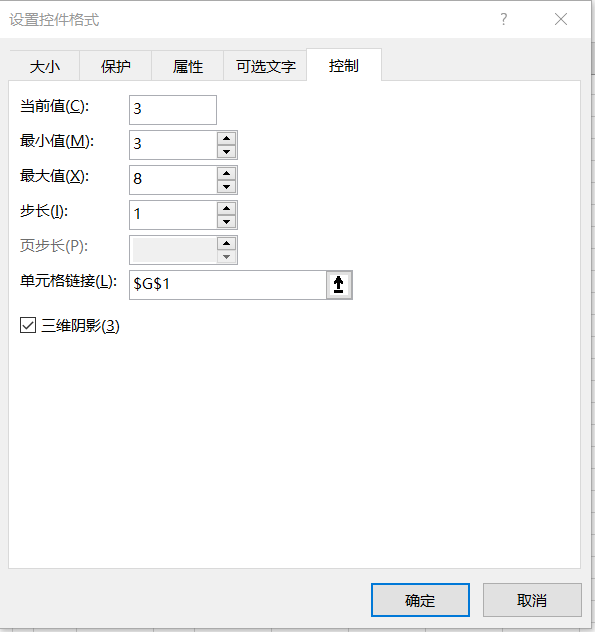 设置控件格式 ?
大小 保护 属性 可选文字 控制
当前值(C): 3
最小值(M): 3
最大值(X): 8
步长(I): 1
页步长(P):
单元格链接(L): $G$1
三维阴影(3)
确定 取消